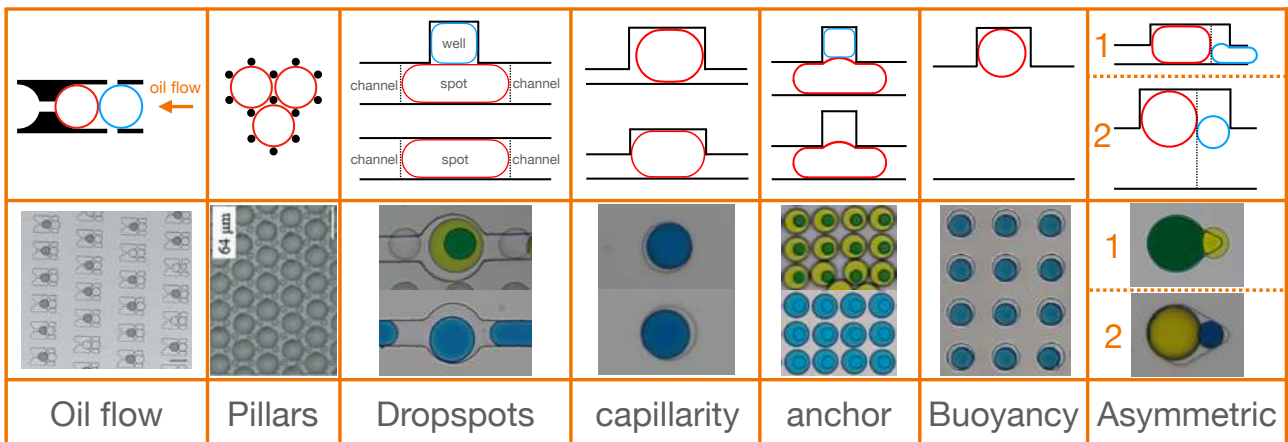 oil flow
well
channel
spot
channel
channel
spot
channel
1
2
64 μm
1
2
Oil flow
Pillars
Dropspots
capillarity
anchor
Buoyancy
Asymmetric